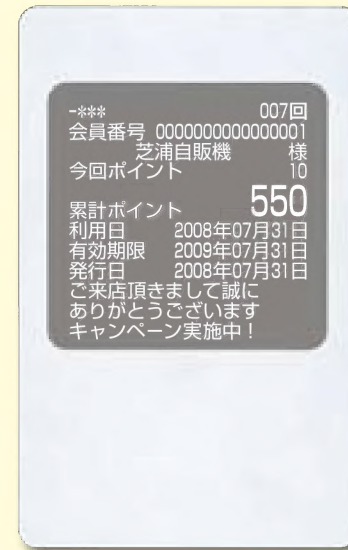 -*** 007回
会員番号 0000000000000001
芝浦自販機 様
今回ポイント 10
累計ポイント 550
利用日 2008年07月31日
有効期限 2009年07月31日
発行日 2008年07月31日
ご来店頂きまして誠に
ありがとうございます
キャンペーン実施中！